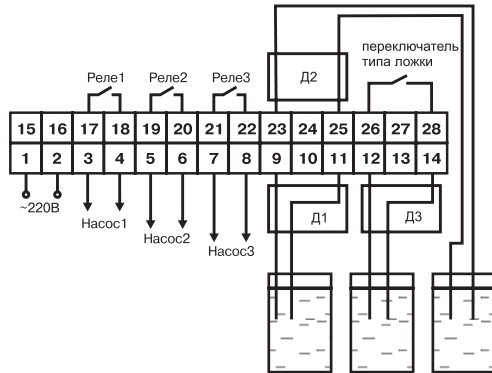 переключатель
типа ложки
Д2
Реле1 Реле2 Реле3
15 16 17 18 19 20 21 22 23 24 25 26 27 28
1 2 3 4 5 6 7 8 9 10 11 12 13 14
~220В
Насос1
Насос2
Насос3
Д1
Д3